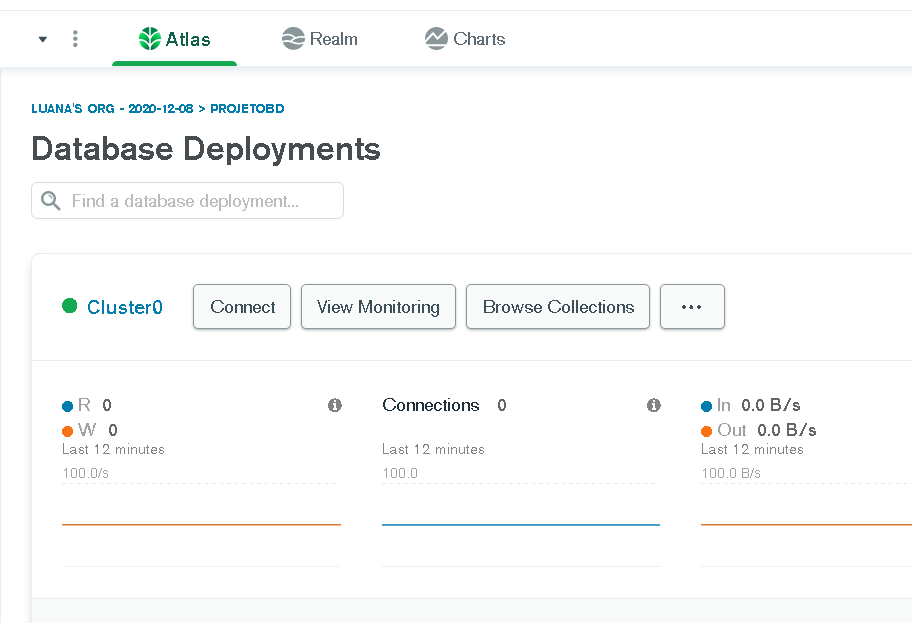 Atlas Realm Charts
LUANA'S ORG - 2020-12-08 > PROJETOBD
Database Deployments
Find a database deployment...
Cluster0 Connect View Monitoring Browse Collections ...
R 0 Connections 0 In 0.0 B/s
W 0 Out 0.0 B/s
Last 12 minutes Last 12 minutes Last 12 minutes
100.0/s 100.0 100.0 B/s